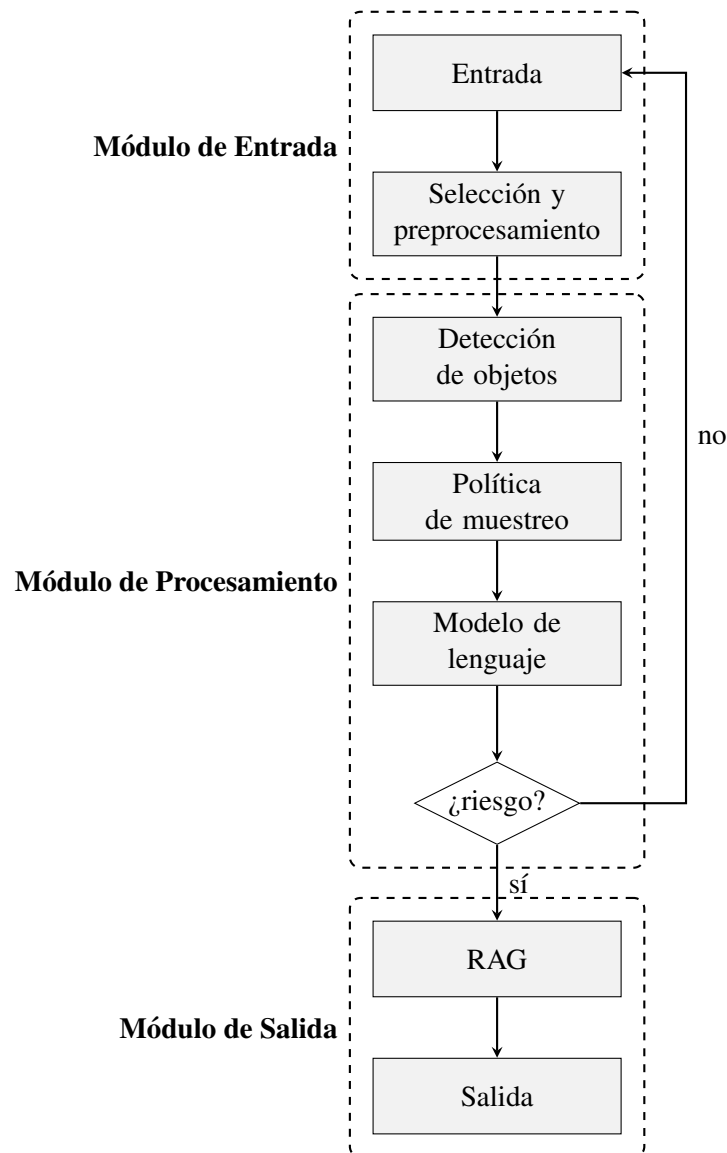 Entrada
Módulo de Entrada
Selección y
preprocesamiento
Detección
de objetos
no
Política
de muestreo
Módulo de Procesamiento
Modelo de
lenguaje
¿riesgo?
sí
RAG
Módulo de Salida
Salida